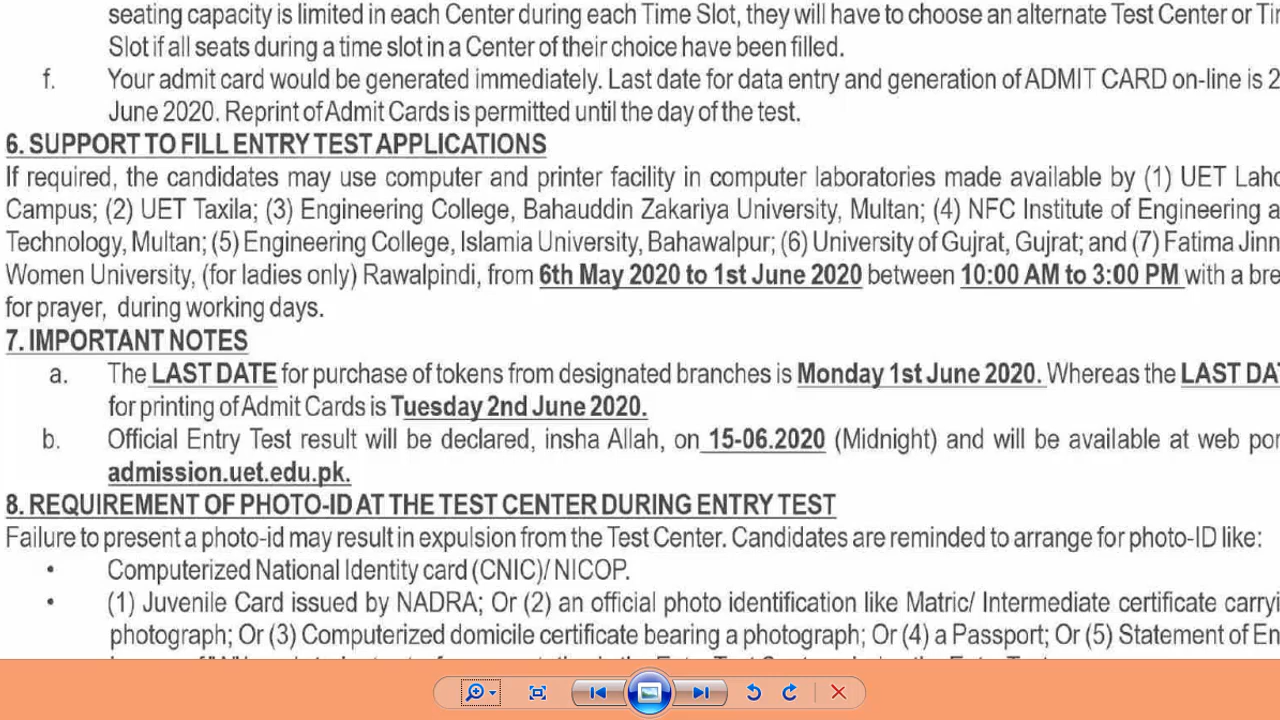 seating capacity is limited in each Center during each Time Slot, they will have to choose an alternate Test Center or
Slot if all seats during a time slot in a Center of their choice have been filled.
f. Your admit card would be generated immediately. Last date for data entry and generation of ADMIT CARD on-line is 2
June 2020. Reprint of Admit Cards is permitted until the day of the test.
6. SUPPORT TO FILL ENTRY TEST APPLICATIONS
If required, the candidates may use computer and printer facility in computer laboratories made available by (1) UET
Campus; (2) UET Taxila; (3) Engineering College, Bahauddin Zakariya University, Multan; (4) NFC Institute of Engineering
Technology, Multan; (5) Engineering College, Islamia University, Bahawalpur; (6) University of Gujrat, Gujrat; and (7) Fatima
Women University, (for ladies only) Rawalpindi, from 6th May 2020 to 1st June 2020 between 10:00 AM to 3:00 PM with a
for prayer, during working days.
7. IMPORTANT NOTES
a. The LAST DATE for purchase of tokens from designated branches is Monday 1st June 2020. Whereas the LAST
for printing of Admit Cards is Tuesday 2nd June 2020.
b. Official Entry Test result will be declared, insha Allah, on 15-06.2020 (Midnight) and will be available at web
admission.uet.edu.pk.
8. REQUIREMENT OF PHOTO-ID AT THE TEST CENTER DURING ENTRY TEST
Failure to present a photo-id may result in expulsion from the Test Center. Candidates are reminded to arrange for photo-ID like:
• Computerized National Identity card (CNIC)/ NICOP.
• (1) Juvenile Card issued by NADRA; Or (2) an official photo identification like Matric/ Intermediate certificate
photograph; Or (3) Computerized domicile certificate bearing a photograph; Or (4) a Passport; Or (5) Statement of